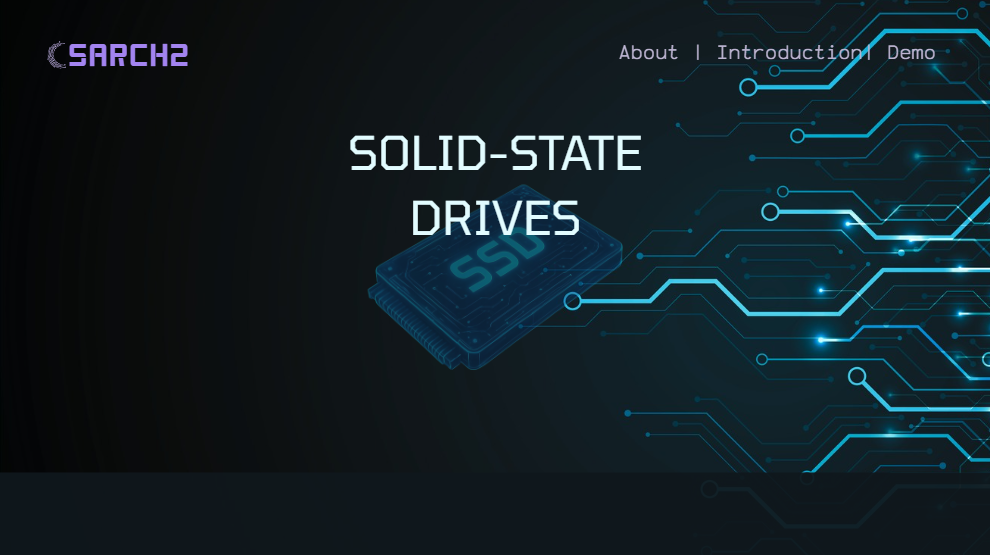 SARCH2
About | Introduction| Demo
SOLID-STATE
DRIVES
SSD